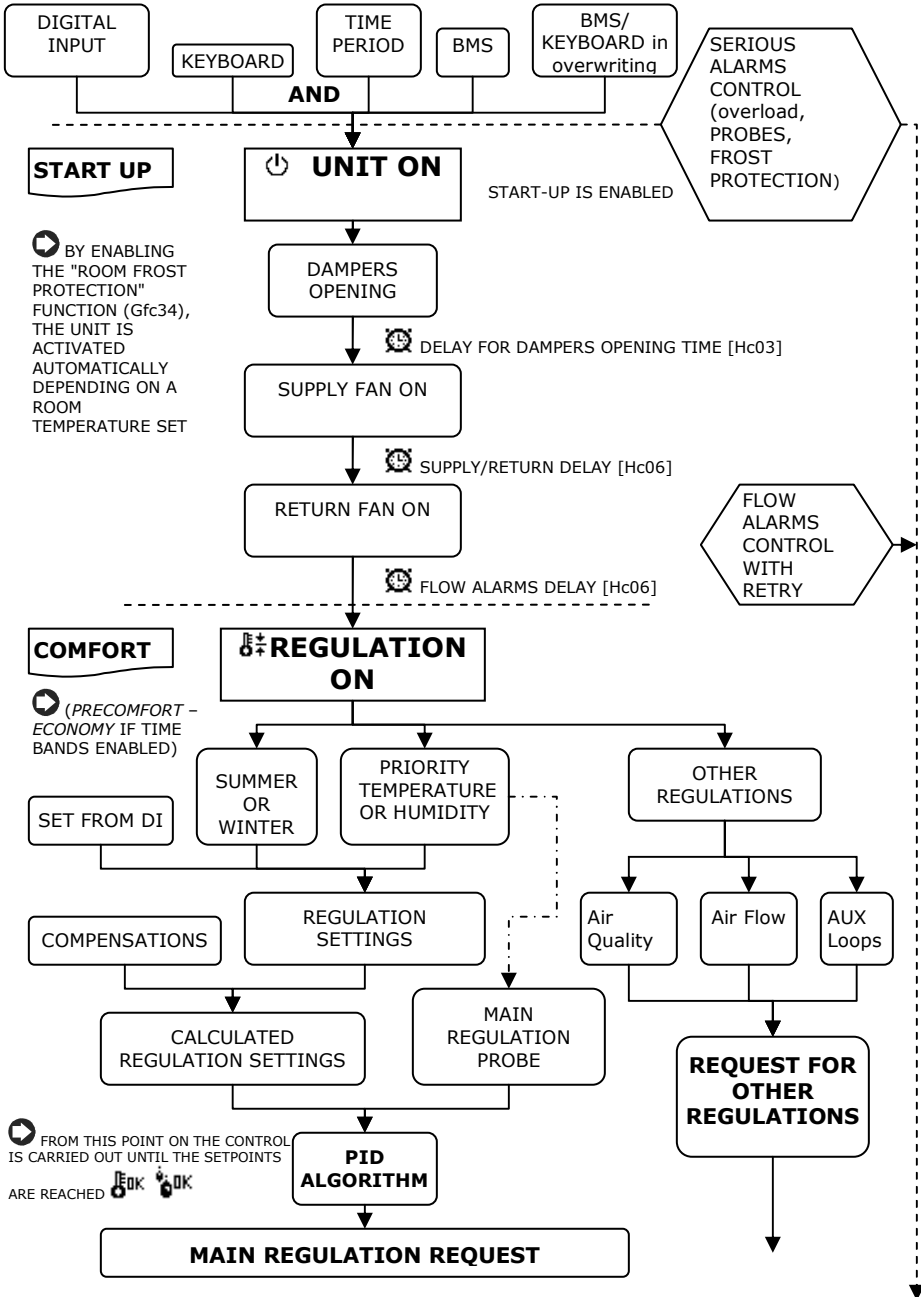 DIGITAL
INPUT
KEYBOARD
TIME
PERIOD
BMS
BMS/
KEYBOARD in
overwriting
AND
SERIOUS
ALARMS
CONTROL
(overload,
PROBES,
FROST
PROTECTION)
START UP
UNIT ON
START-UP IS ENABLED
BY ENABLING
THE "ROOM FROST
PROTECTION"
FUNCTION (Gfc34),
THE UNIT IS
ACTIVATED
AUTOMATICALLY
DEPENDING ON A
ROOM
TEMPERATURE SET
DAMPERS
OPENING
DELAY FOR DAMPERS OPENING TIME [Hc03]
SUPPLY FAN ON
SUPPLY/RETURN DELAY [Hc06]
RETURN FAN ON
FLOW ALARMS DELAY [Hc06]
FLOW
ALARMS
CONTROL
WITH
RETRY
COMFORT
REGULATION
ON
(PRECOMFORT –
ECONOMY IF TIME
BANDS ENABLED)
SUMMER
OR
WINTER
PRIORITY
TEMPERATURE
OR HUMIDITY
OTHER
REGULATIONS
SET FROM DI
REGULATION
SETTINGS
Air
Quality
Air Flow
AUX
Loops
COMPENSATIONS
CALCULATED
REGULATION SETTINGS
MAIN
REGULATION
PROBE
REQUEST FOR
OTHER
REGULATIONS
FROM THIS POINT ON THE CONTROL
IS CARRIED OUT UNTIL THE SETPOINTS
ARE REACHED OK OK
PID
ALGORITHM
MAIN REGULATION REQUEST